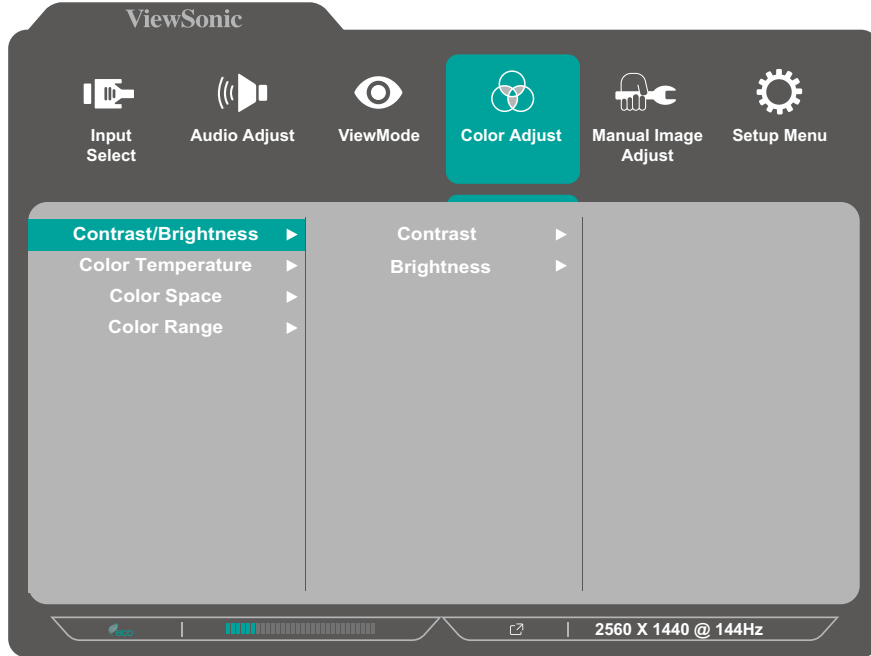 ViewSonic
Input
Select
Audio Adjust
ViewMode
Color Adjust
Manual Image
Adjust
Setup Menu
Contrast/Brightness
Contrast
Color Temperature
Brightness
Color Space
Color Range
eco
2560 X 1440 @ 144Hz